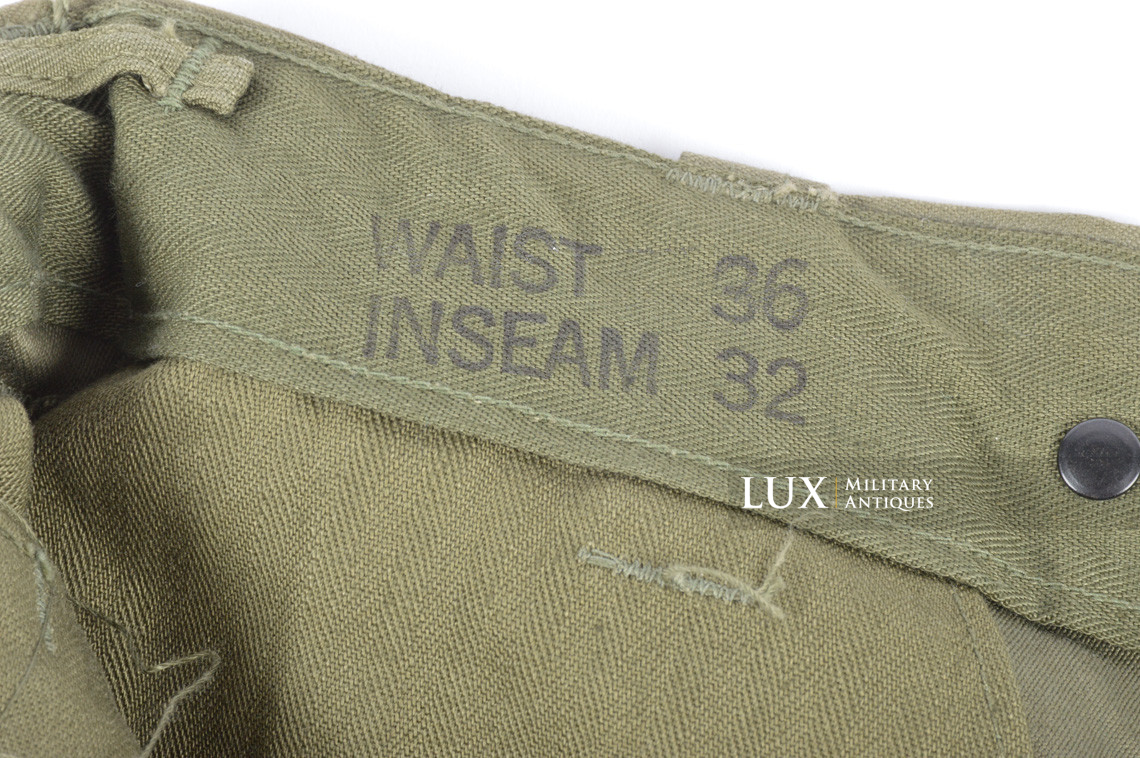 WAIST 36
INSEAM 32
LUX MILITARY
ANTIQUES